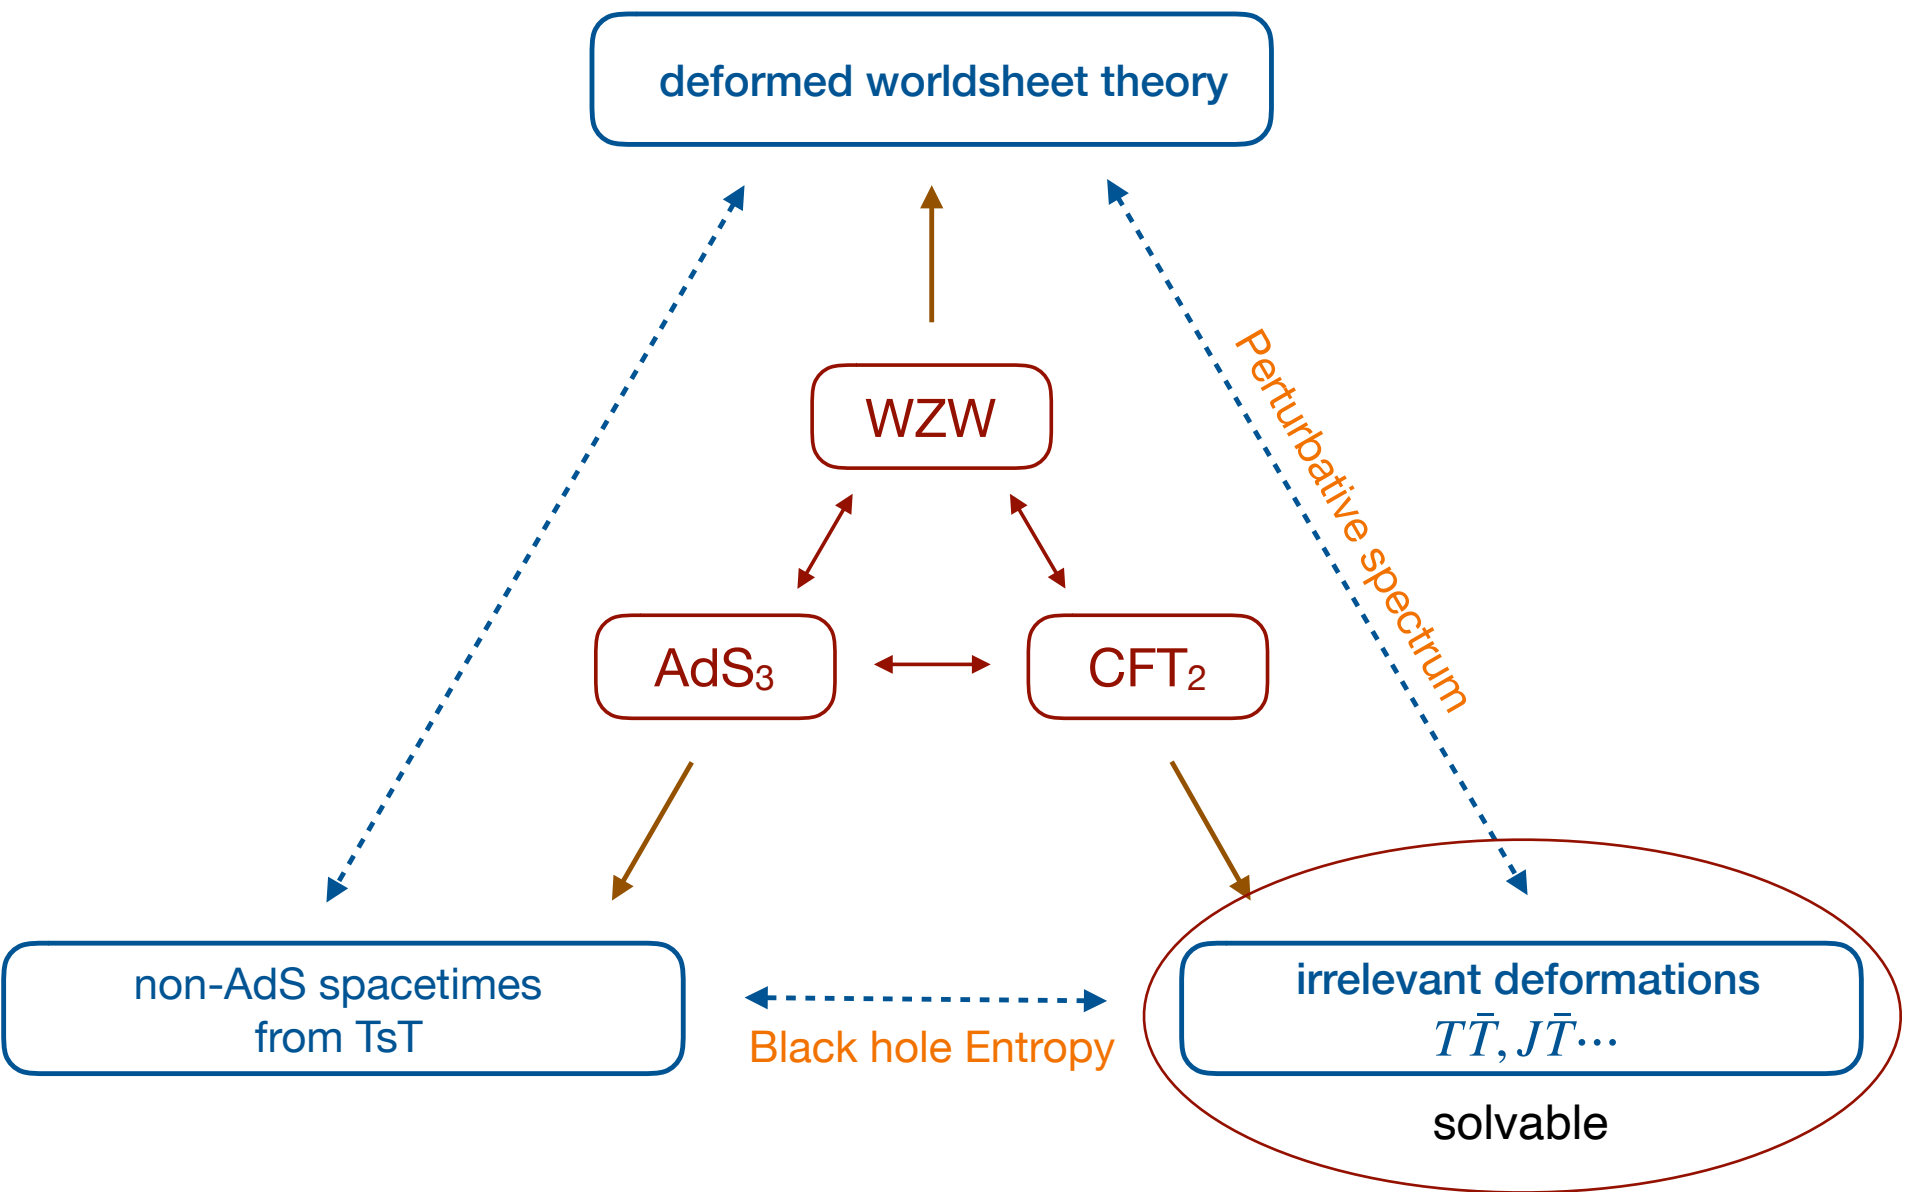 deformed worldsheet theory
WZW
Perturbative spectrum
AdS₃
CFT₂
non-AdS spacetimes
from TsT
Black hole Entropy
irrelevant deformations
TT̄, JT̄⋯
solvable